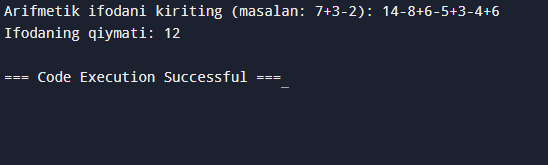 Arifmetik ifodani kiriting (masalan: 7+3-2): 14-8+6-5+3-4+6
Ifodaning qiymati: 12
=== Code Execution Successful ===_